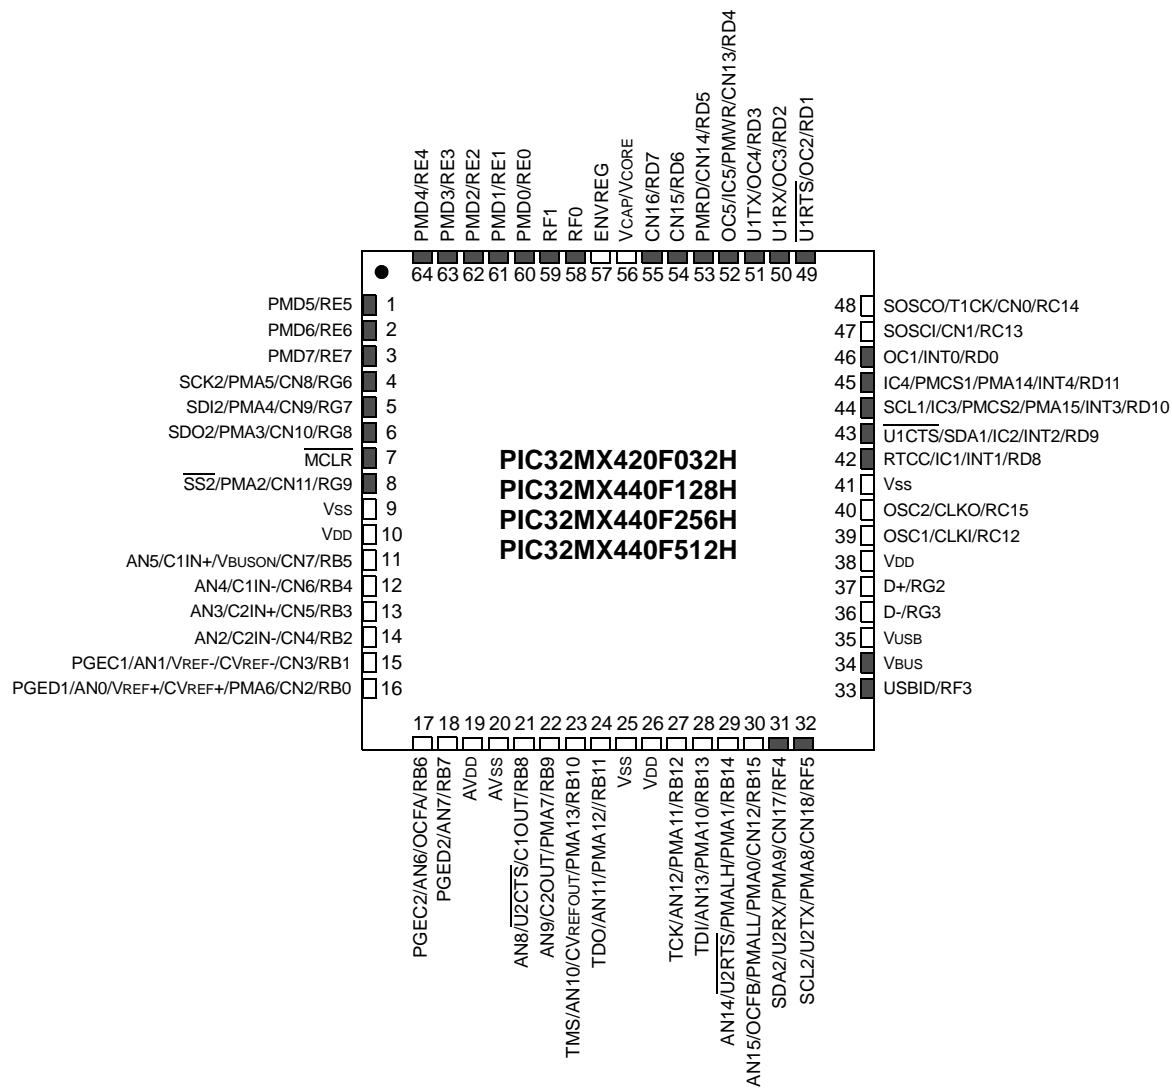 PMD4/RE4
PMD3/RE3
PMD2/RE2
PMD1/RE1
PMD0/RE0
RF1
RF0
ENVREG
VCAP/VCORE
CN16/RD7
CN15/RD6
PMRD/CN14/RD5
OC5/IC5/PMWR/CN13/RD4
U1TX/OC4/RD3
U1RX/OC3/RD2
U1RTS/OC2/RD1
64 63 62 61 60 59 58 57 56 55 54 53 52 51 50 49
PMD5/RE5 1
PMD6/RE6 2
PMD7/RE7 3
SCK2/PMA5/CN8/RG6 4
SDI2/PMA4/CN9/RG7 5
SDO2/PMA3/CN10/RG8 6
MCLR 7
SS2/PMA2/CN11/RG9 8
VSS 9
VDD 10
AN5/C1IN+/VBUSON/CN7/RB5 11
AN4/C1IN-/CN6/RB4 12
AN3/C2IN+/CN5/RB3 13
AN2/C2IN-/CN4/RB2 14
PGEC1/AN1/VREF-/CVREF-/CN3/RB1 15
PGED1/AN0/VREF+/CVREF+/PMA6/CN2/RB0 16
PIC32MX420F032H
PIC32MX440F128H
PIC32MX440F256H
PIC32MX440F512H
48 SOSCO/T1CK/CN0/RC14
47 SOSCI/CN1/RC13
46 OC1/INT0/RD0
45 IC4/PMCS1/PMA14/INT4/RD11
44 SCL1/IC3/PMCS2/PMA15/INT3/RD10
43 U1CTS/SDA1/IC2/INT2/RD9
42 RTCC/IC1/INT1/RD8
41 VSS
40 OSC2/CLKO/RC15
39 OSC1/CLKI/RC12
38 VDD
37 D+/RG2
36 D-/RG3
35 VUSB
34 VBUS
33 USBID/RF3
17 18 19 20 21 22 23 24 25 26 27 28 29 30 31 32
PGEC2/AN6/OCFA/RB6
PGED2/AN7/RB7
AVDD
AVSS
AN8/U2CTS/C1OUT/RB8
AN9/C2OUT/PMA7/RB9
TMS/AN10/CVREFOUT/PMA13/RB10
TDO/AN11/PMA12//RB11
VSS
VDD
TCK/AN12/PMA11/RB12
TDI/AN13/PMA10/RB13
AN14/U2RTS/PMALH/PMA1/RB14
AN15/OCFB/PMALL/PMA0/CN12/RB15
SDA2/U2RX/PMA9/CN17/RF4
SCL2/U2TX/PMA8/CN18/RF5